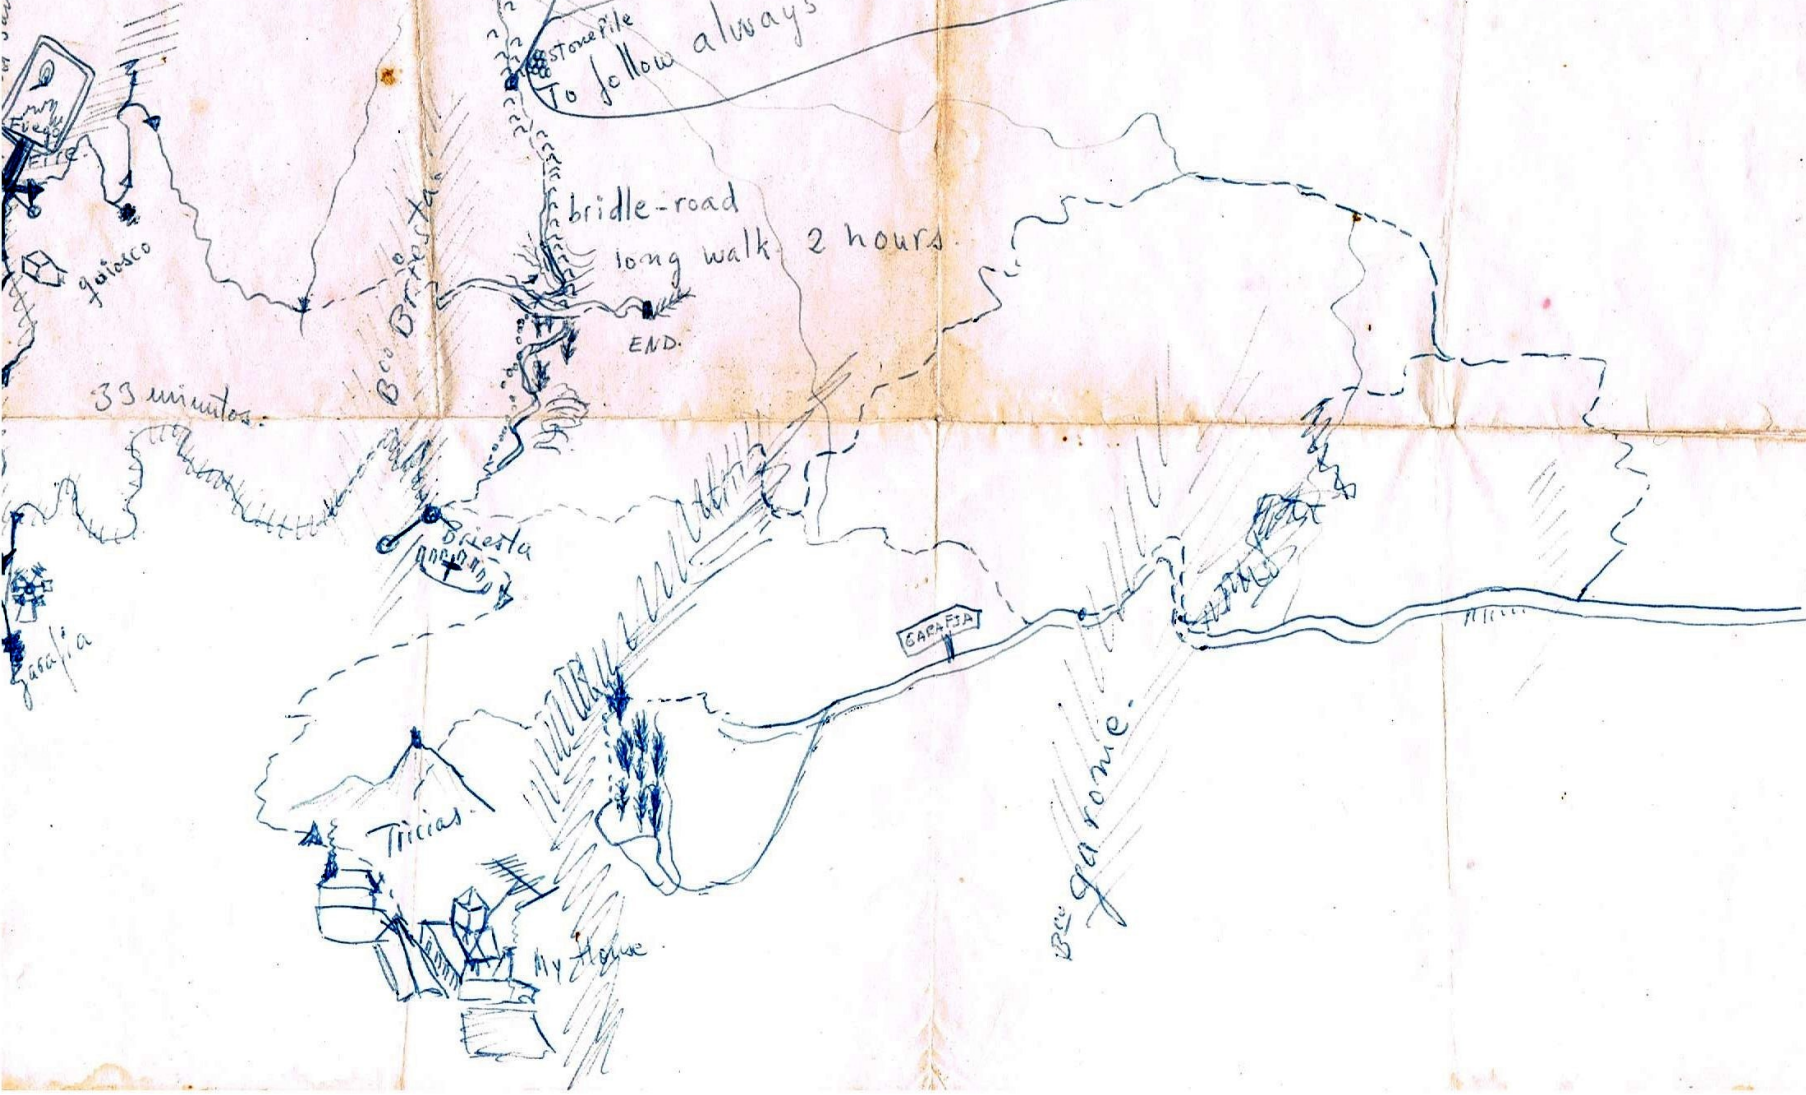 stonepile
To follow always
Fuego
quiosco
bridle-road
long walk 2 hours.
END.
Bco Briesta.
33 minutos.
Briesta
garafia
GARAFIA
Tricias.
My House.
Bco garome.